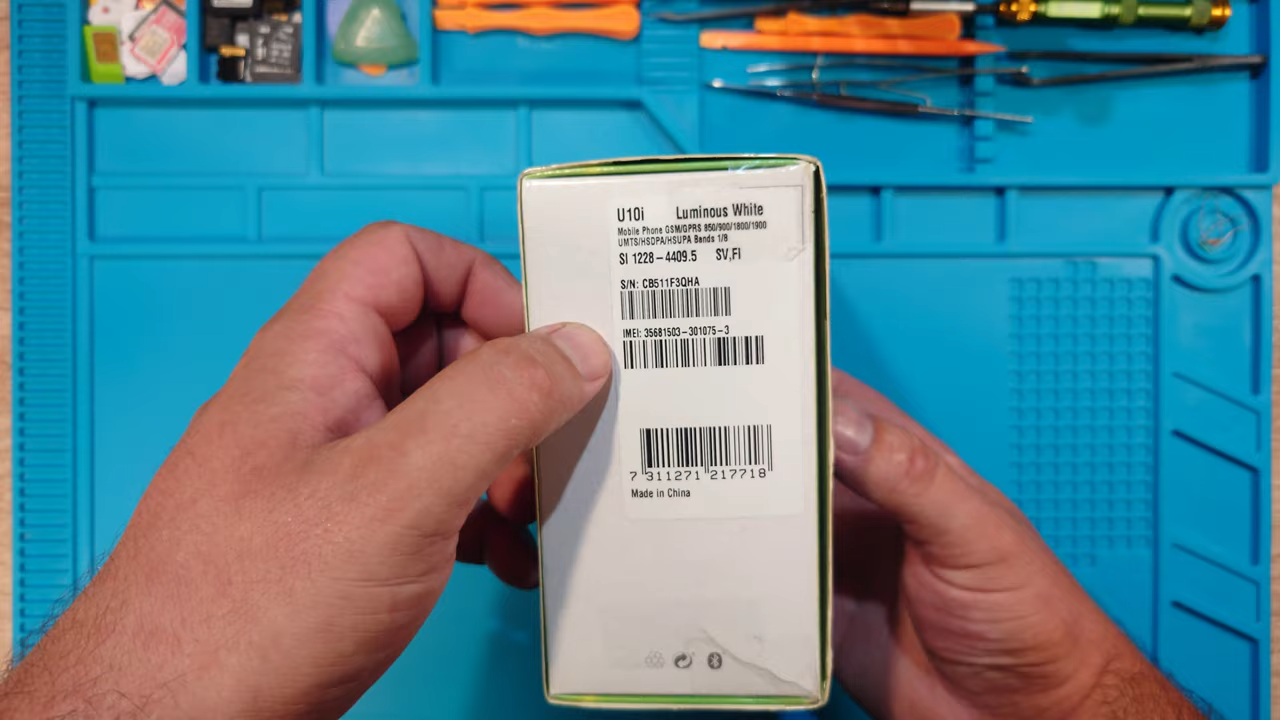 U10i Luminous White
Mobile Phone GSM/GPRS 850/900/1800/1900
UMTS/HSDPA/HSUPA Bands 1/8
SI 1228-4409.5 SV,FI
S/N: CB511F3QHA
IMEI: 35681503-301075-3
7 311271 217718
Made in China